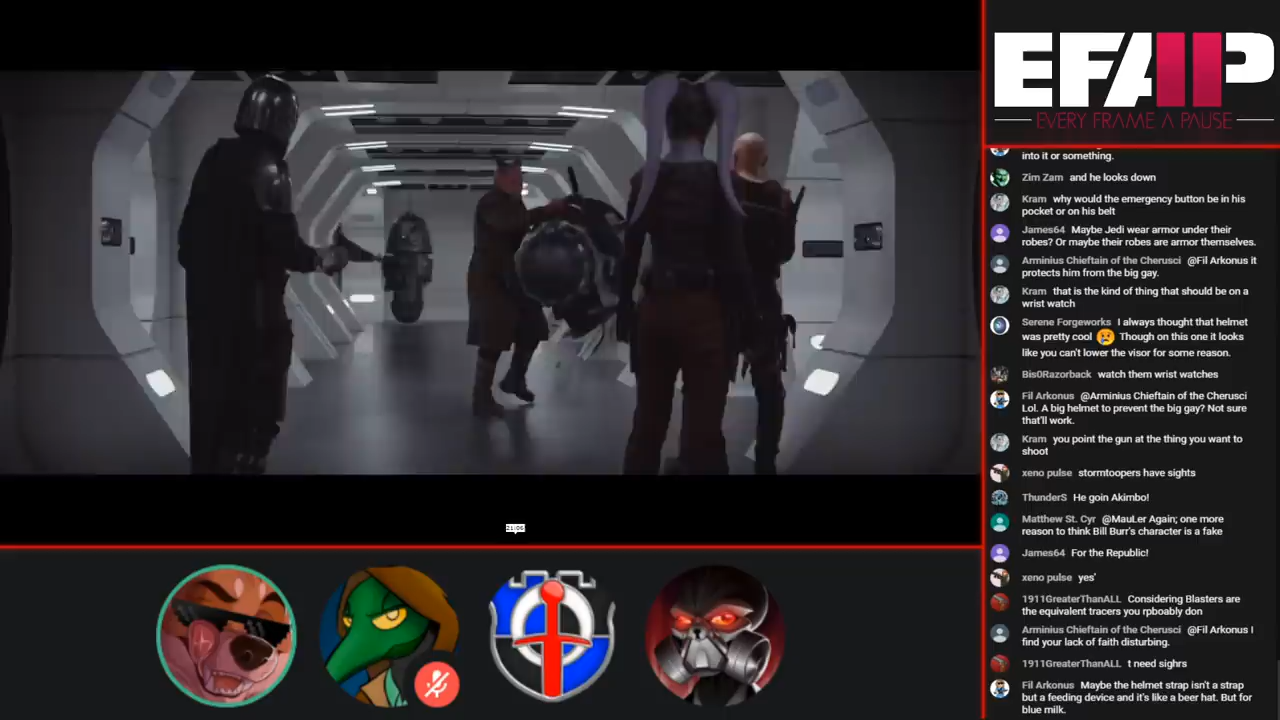 EFAP
EVERY FRAME A PAUSE
into it or something.
Zim Zam and he looks down
Kram why would the emergency button be in his
pocket or on his belt
James64 Maybe Jedi wear armor under their
robes? Or maybe their robes are armor themselves.
Arminius Chieftain of the Cherusci @Fil Arkonus it
protects him from the big gay.
Kram that is the kind of thing that should be on a
wrist watch
Serene Forgeworks I always thought that helmet
was pretty cool 😢 Though on this one it looks
like you can't lower the visor for some reason.
Bis0Razorback watch them wrist watches
Fil Arkonus @Arminius Chieftain of the Cherusci
Lol. A big helmet to prevent the big gay? Not sure
that'll work.
Kram you point the gun at the thing you want to
shoot
xeno pulse stormtoopers have sights
ThunderS He goin Akimbo!
Matthew St. Cyr @MauLer Again; one more
reason to think Bill Burr's character is a fake
James64 For the Republic!
xeno pulse yes'
1911GreaterThanALL Considering Blasters are
the equivalent tracers you rpboably don
Arminius Chieftain of the Cherusci @Fil Arkonus I
find your lack of faith disturbing.
1911GreaterThanALL t need sighrs
Fil Arkonus Maybe the helmet strap isn't a strap
but a feeding device and it's like a beer hat. But for
blue milk.